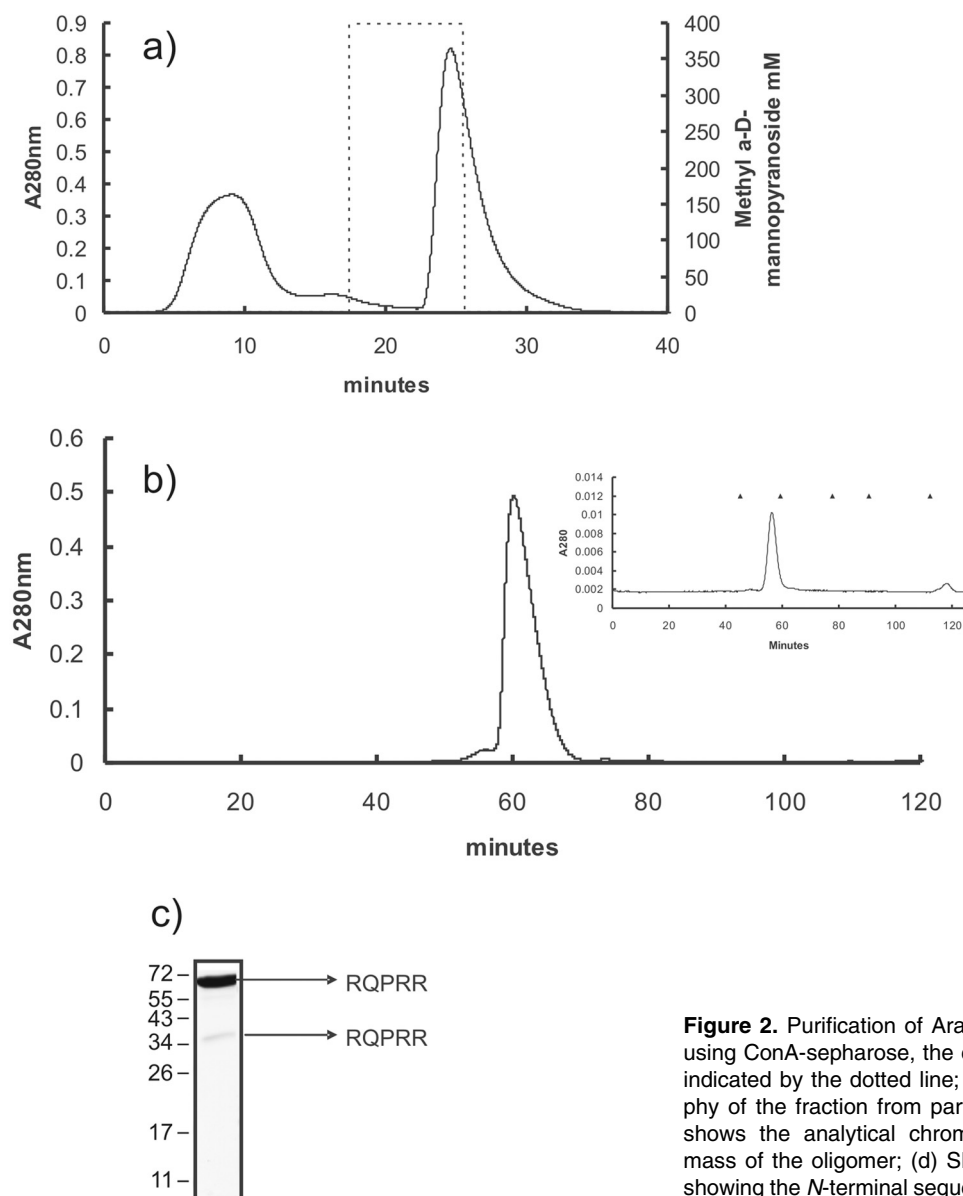 a)
0.9
0.8
0.7
0.6
0.5
0.4
0.3
0.2
0.1
0
A280nm
400
350
300
250
200
150
100
50
0
Methyl a-D-
mannopyranoside mM
0 10 20 30 40
minutes
b)
0.6
0.5
0.4
0.3
0.2
0.1
0
A280nm
0 20 40 60 80 100 120
minutes
0.014
0.012
0.01
0.008
0.006
0.004
0.002
0
A280
0 20 40 60 80 100 120
Minutes
c)
72
55
43
34
26
17
11
RQPRR
RQPRR
Figure 2. Purification of Ara
using ConA-sepharose, the
indicated by the dotted line;
phy of the fraction from par
shows the analytical chrom
mass of the oligomer; (d) S
showing the N-terminal seque